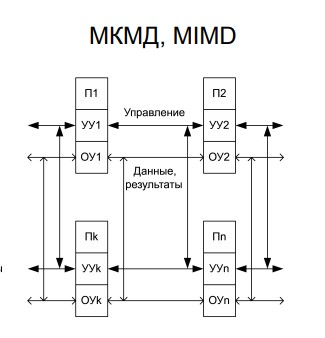 МКМД, MIMD
П1
П2
Управление
УУ1
УУ2
ОУ1
ОУ2
Данные,
результаты
Пk
Пn
УУk
УУn
ОУk
ОУn